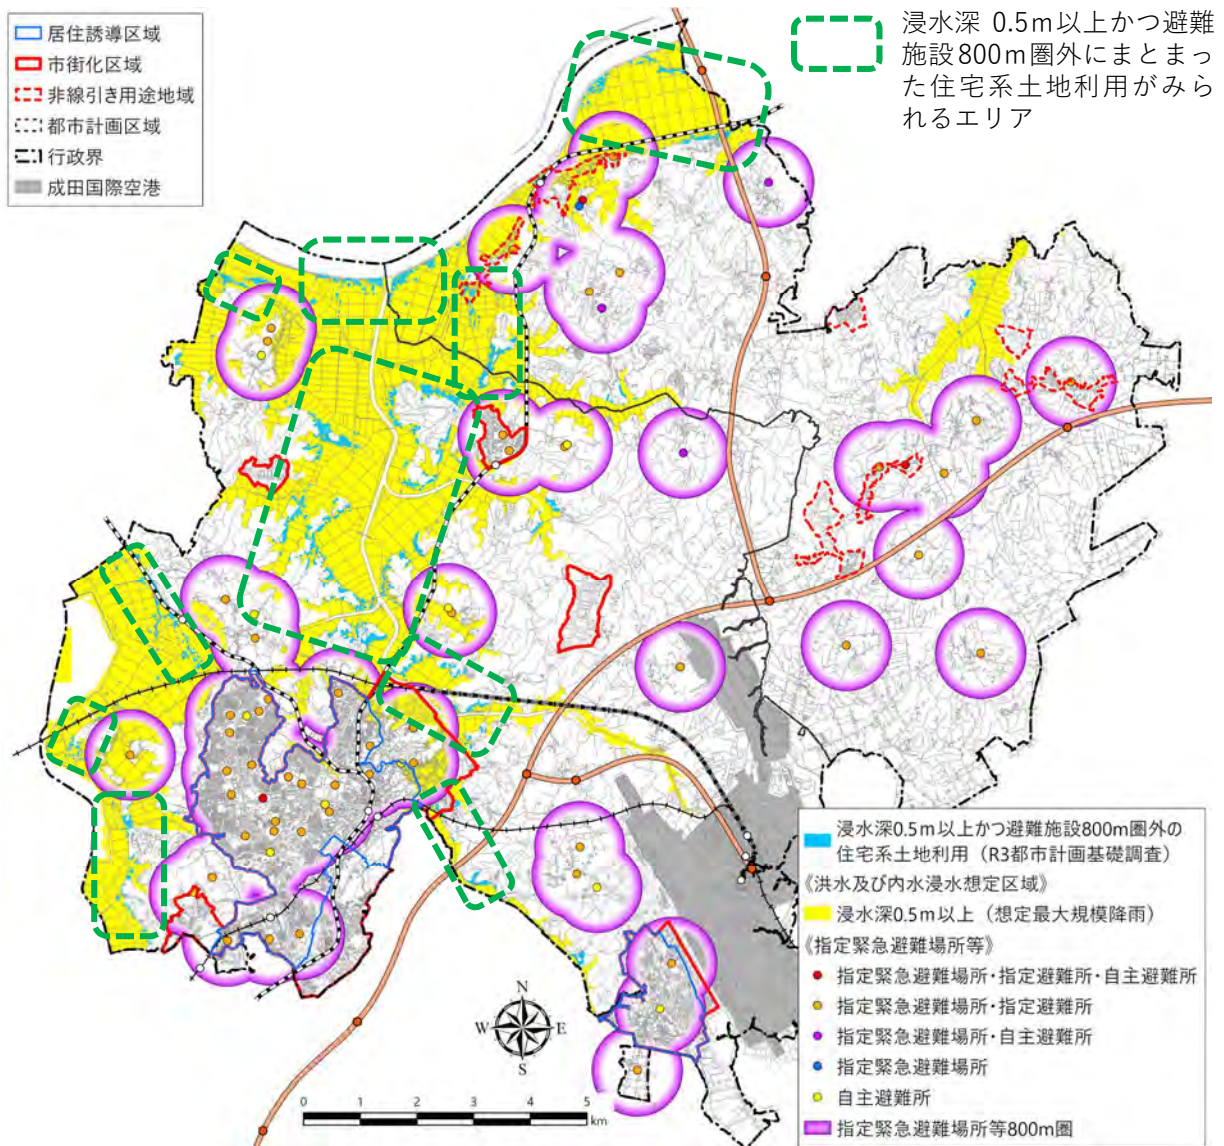 居住誘導区域
市街化区域
非線引き用途地域
都市計画区域
行政界
成田国際空港
浸水深 0.5m以上かつ避難
施設800m圏外にまとまっ
た住宅系土地利用がみら
れるエリア
N
W
E
S
0 1 2 3 4 5
km
浸水深0.5m以上かつ避難施設800m圏外の
住宅系土地利用（R3都市計画基礎調査）
《洪水及び内水浸水想定区域》
浸水深0.5m以上（想定最大規模降雨）
《指定緊急避難場所等》
指定緊急避難場所・指定避難所・自主避難所
指定緊急避難場所・指定避難所
指定緊急避難場所・自主避難所
指定緊急避難場所
自主避難所
指定緊急避難場所等800m圏